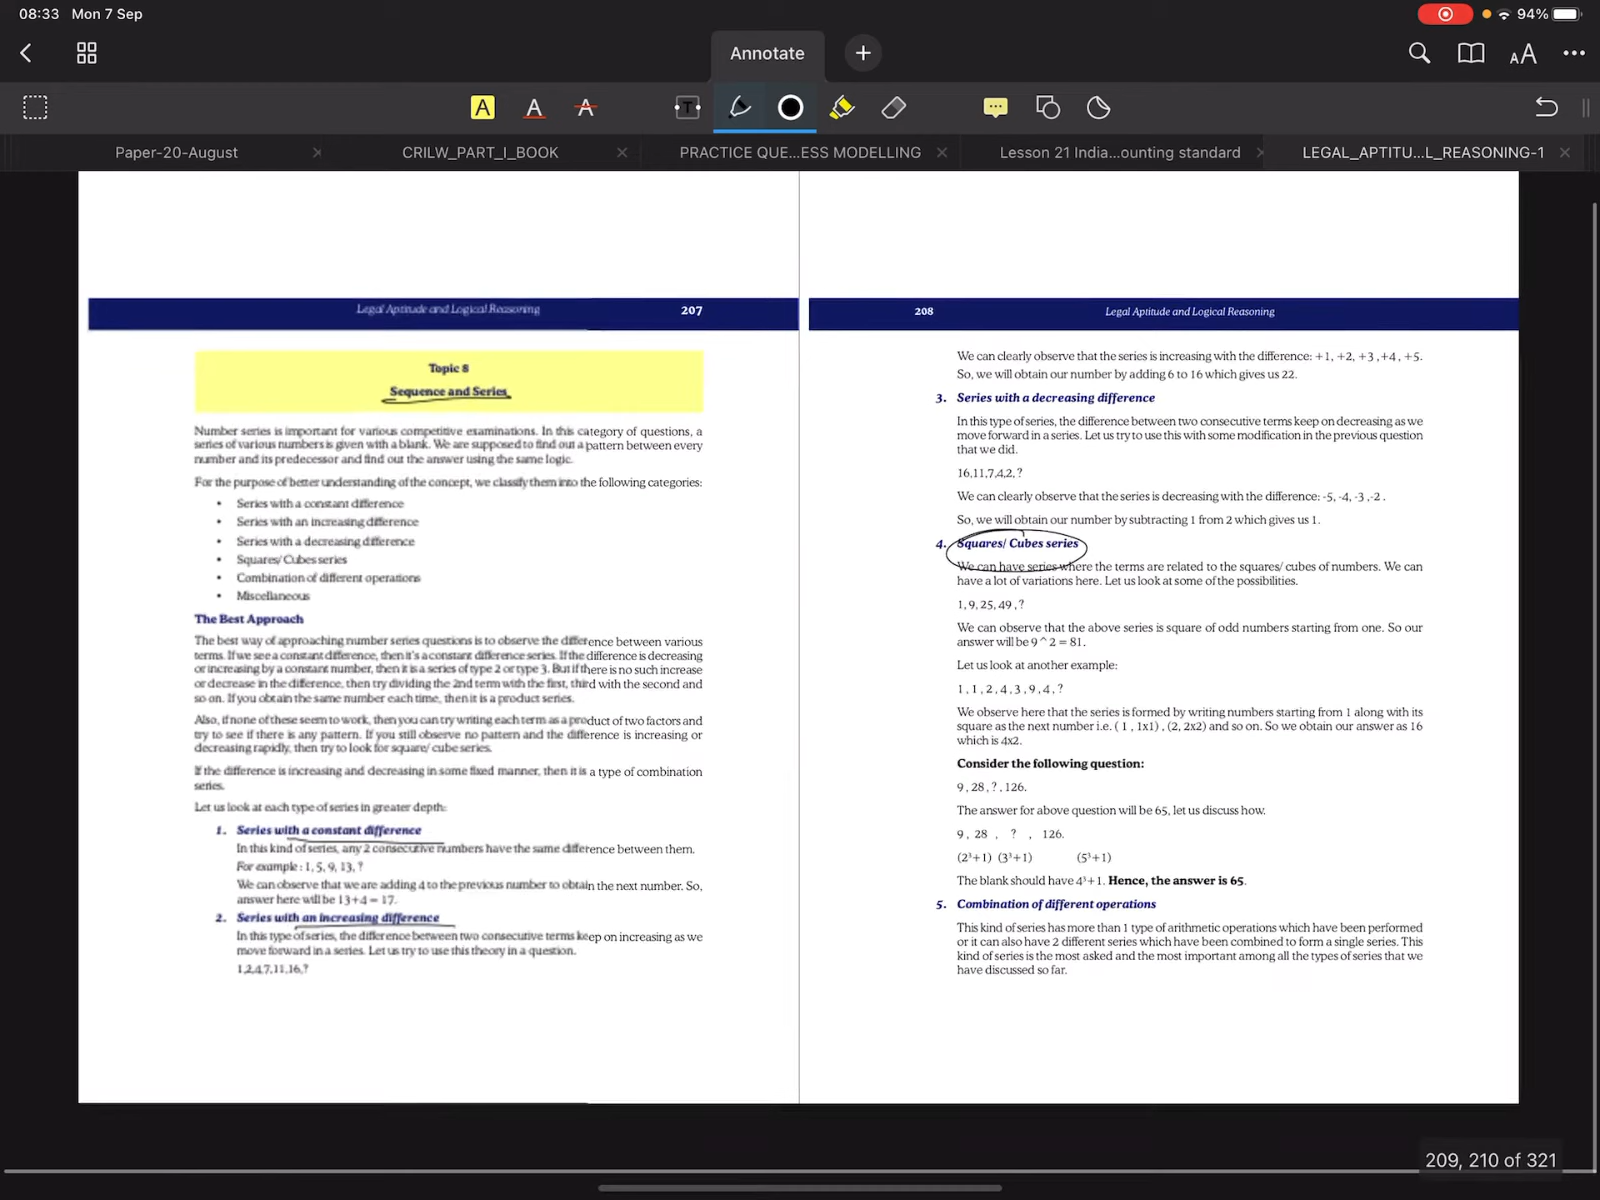 08:33 Mon 7 Sep
94%
Annotate
AA
A A A T
Paper-20-August
CRILW_PART_I_BOOK
PRACTICE QUE...ESS MODELLING
Lesson 21 India...ounting standard
LEGAL_APTITU...L_REASONING-1
Legal Aptitude and Logical Reasoning 207
Topic 8
Sequence and Series
Number series is important for various competitive examinations. In this category of questions, a
series of various numbers is given with a blank. We are supposed to find out a pattern between every
number and its predecessor and find out the answer using the same logic.
For the purpose of better understanding of the concept, we classify them into the following categories:
• Series with a constant difference
• Series with an increasing difference
• Series with a decreasing difference
• Squares/ Cubes series
• Combination of different operations
• Miscellaneous
The Best Approach
The best way of approaching number series questions is to observe the difference between various
terms. If we see a constant difference, then it's a constant difference series. If the difference is decreasing
or increasing by a constant number, then it is a series of type 2 or type 3. But if there is no such increase
or decrease in the difference, then try dividing the 2nd term with the first, third with the second and
so on. If you obtain the same number each time, then it is a product series.
Also, if none of these seem to work, then you can try writing each term as a product of two factors and
try to see if there is any pattern. If you still observe no pattern and the difference is increasing or
decreasing rapidly, then try to look for square/ cube series.
If the difference is increasing and decreasing in some fixed manner, then it is a type of combination
series.
Let us look at each type of series in greater depth:
1. Series with a constant difference
In this kind of series, any 2 consecutive numbers have the same difference between them.
For example : 1, 5, 9, 13, ?
We can observe that we are adding 4 to the previous number to obtain the next number. So,
answer here will be 13+4 = 17.
2. Series with an increasing difference
In this type of series, the difference between two consecutive terms keep on increasing as we
move forward in a series. Let us try to use this theory in a question.
1,2,4,7,11,16,?
208 Legal Aptitude and Logical Reasoning
We can clearly observe that the series is increasing with the difference: +1, +2, +3 ,+4 , +5.
So, we will obtain our number by adding 6 to 16 which gives us 22.
3. Series with a decreasing difference
In this type of series, the difference between two consecutive terms keep on decreasing as we
move forward in a series. Let us try to use this with some modification in the previous question
that we did.
16,11,7,4,2, ?
We can clearly observe that the series is decreasing with the difference: -5, -4, -3 ,-2 .
So, we will obtain our number by subtracting 1 from 2 which gives us 1.
4. Squares/ Cubes series
We can have series where the terms are related to the squares/ cubes of numbers. We can
have a lot of variations here. Let us look at some of the possibilities.
1, 9, 25, 49 , ?
We can observe that the above series is square of odd numbers starting from one. So our
answer will be 9 ^ 2 = 81.
Let us look at another example:
1 , 1 , 2 , 4 , 3 , 9 , 4 , ?
We observe here that the series is formed by writing numbers starting from 1 along with its
square as the next number i.e. ( 1 , 1x1) , (2, 2x2) and so on. So we obtain our answer as 16
which is 4x2.
Consider the following question:
9 , 28 , ? , 126.
The answer for above question will be 65, let us discuss how.
9 , 28 , ? , 126.
(2³+1) (3³+1) (5³+1)
The blank should have 4³+1. Hence, the answer is 65.
5. Combination of different operations
This kind of series has more than 1 type of arithmetic operations which have been performed
or it can also have 2 different series which have been combined to form a single series. This
kind of series is the most asked and the most important among all the types of series that we
have discussed so far.
209, 210 of 321